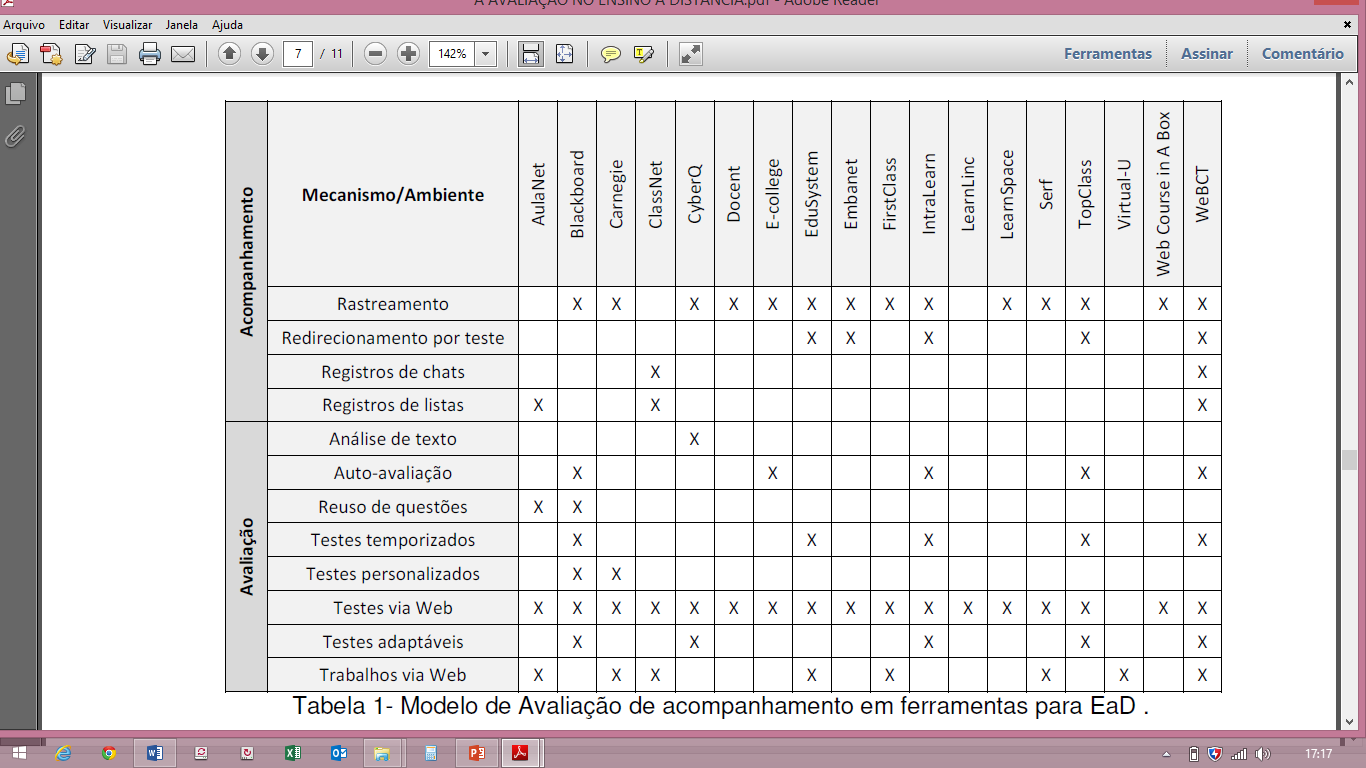 A AVALIAÇÃO NO ENSINO A DISTÂNCIA.pdf - Adobe Reader
Arquivo Editar Visualizar Janela Ajuda
7 / 11 142% Ferramentas Assinar Comentário
Acompanhamento
Mecanismo/Ambiente AulaNet Blackboard Carnegie ClassNet CyberQ Docent E-college EduSystem Embanet FirstClass IntraLearn LearnLinc LearnSpace Serf TopClass Virtual-U Web Course in A Box WeBCT
Rastreamento X X X X X X X X X X X X X X
Redirecionamento por teste X X X X X
Registros de chats X X
Registros de listas X X X
Avaliação
Análise de texto X
Auto-avaliação X X X X X
Reuso de questões X X
Testes temporizados X X X X X
Testes personalizados X X
Testes via Web X X X X X X X X X X X X X X X X X
Testes adaptáveis X X X X X
Trabalhos via Web X X X X X X X X
Tabela 1- Modelo de Avaliação de acompanhamento em ferramentas para EaD .
17:17